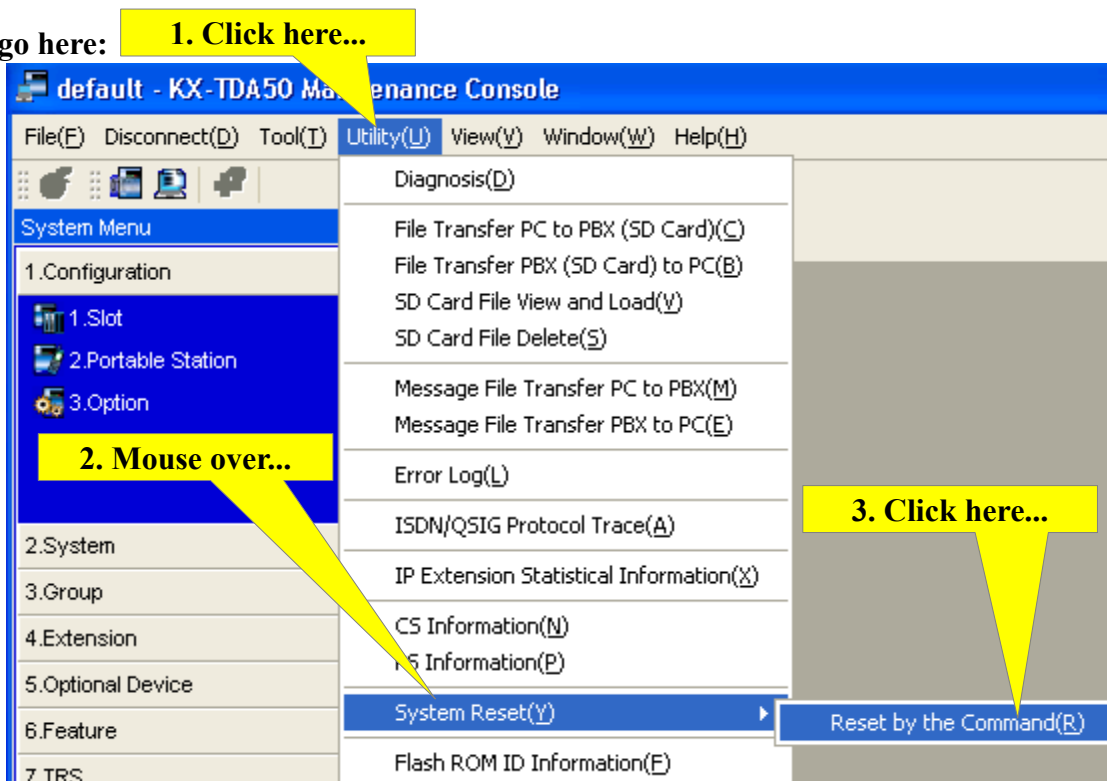 go here:
1. Click here...
default - KX-TDA50 Ma enance Console
File(F) Disconnect(D) Tool(T) Utility(U) View(V) Window(W) Help(H)
System Menu
1.Configuration
1.Slot
2.Portable Station
3.Option
2. Mouse over...
2.System
3.Group
4.Extension
5.Optional Device
6.Feature
7.TRS
Diagnosis(D)
File Transfer PC to PBX (SD Card)(C)
File Transfer PBX (SD Card) to PC(B)
SD Card File View and Load(V)
SD Card File Delete(S)
Message File Transfer PC to PBX(M)
Message File Transfer PBX to PC(E)
Error Log(L)
ISDN/QSIG Protocol Trace(A)
IP Extension Statistical Information(X)
CS Information(N)
PS Information(P)
System Reset(Y)
Flash ROM ID Information(F)
3. Click here...
Reset by the Command(R)